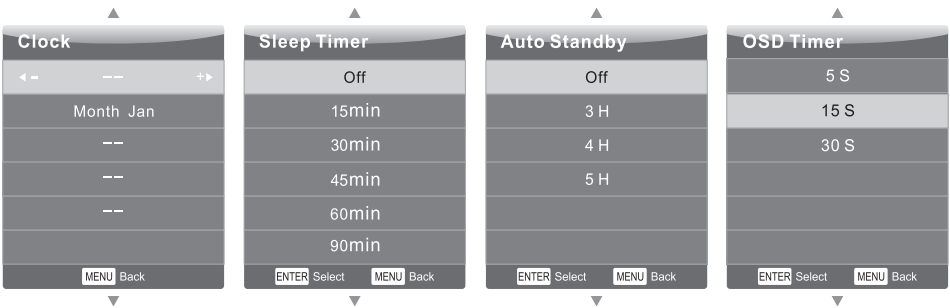 Clock
- -- +
Month Jan
--
--
--
MENU Back
Sleep Timer
Off
15min
30min
45min
60min
90min
ENTER Select MENU Back
Auto Standby
Off
3 H
4 H
5 H
ENTER Select MENU Back
OSD Timer
5 S
15 S
30 S
ENTER Select MENU Back